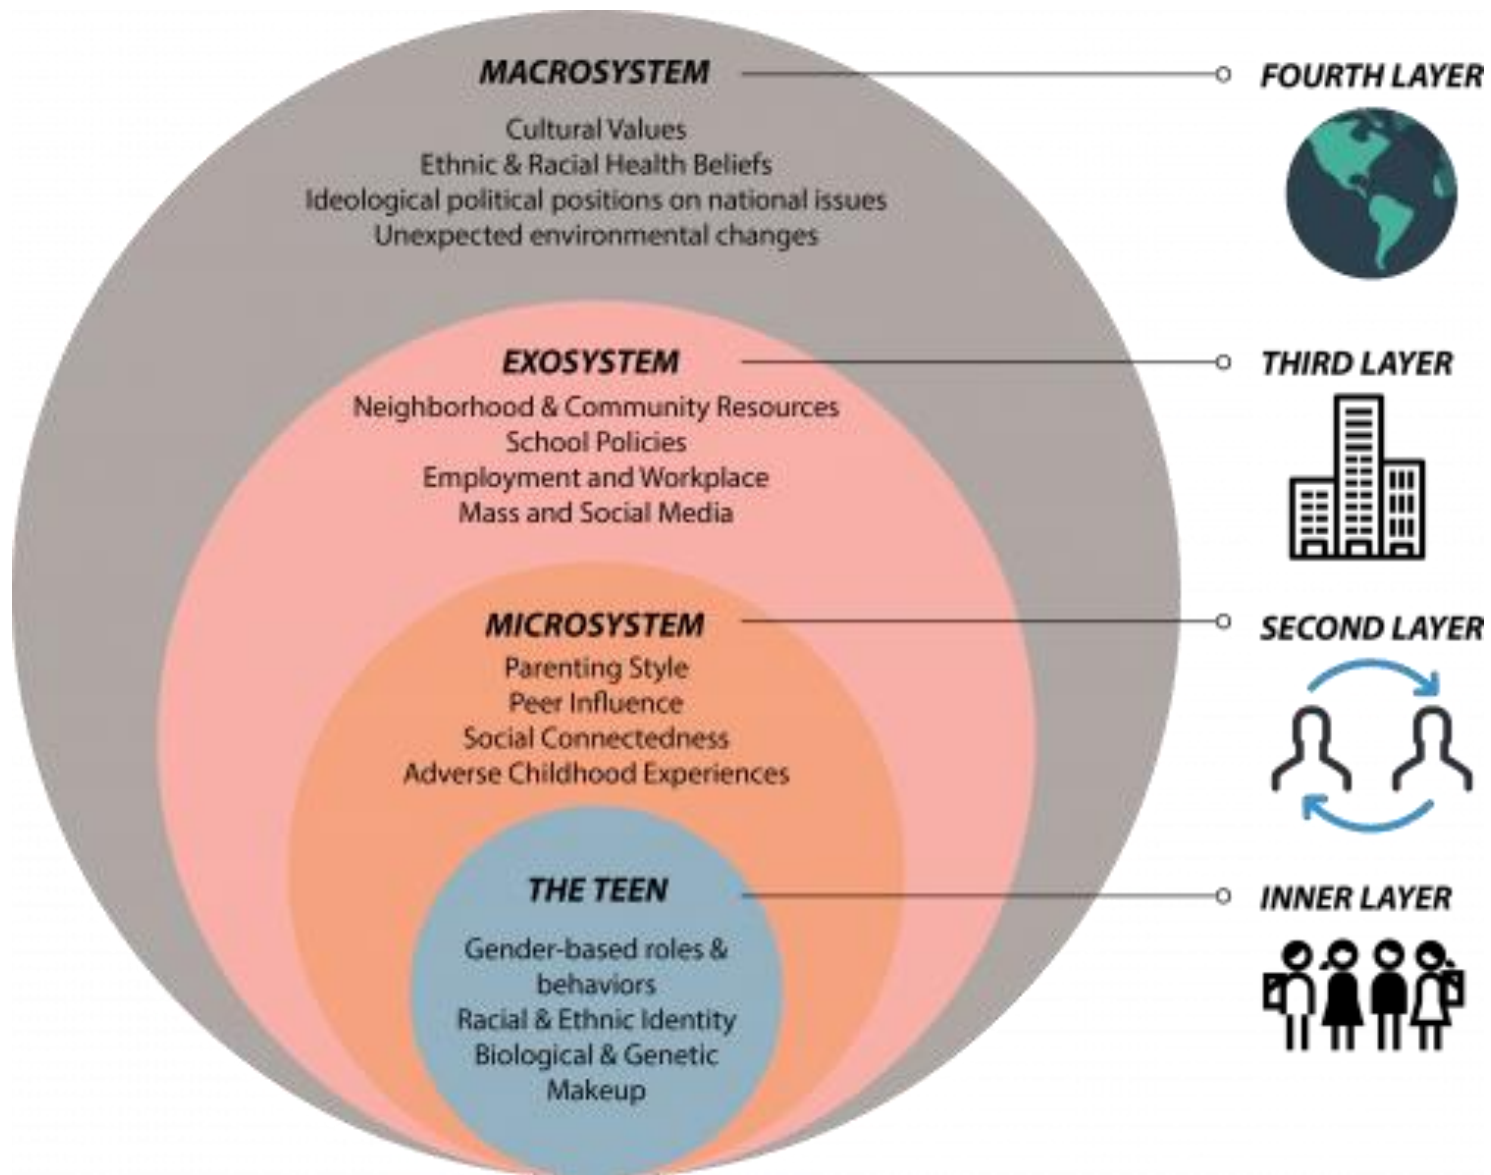 MACROSYSTEM
FOURTH LAYER
Cultural Values
Ethnic & Racial Health Beliefs
Ideological political positions on national issues
Unexpected environmental changes
EXOSYSTEM
THIRD LAYER
Neighborhood & Community Resources
School Policies
Employment and Workplace
Mass and Social Media
MICROSYSTEM
SECOND LAYER
Parenting Style
Peer Influence
Social Connectedness
Adverse Childhood Experiences
THE TEEN
INNER LAYER
Gender-based roles &
behaviors
Racial & Ethnic Identity
Biological & Genetic
Makeup